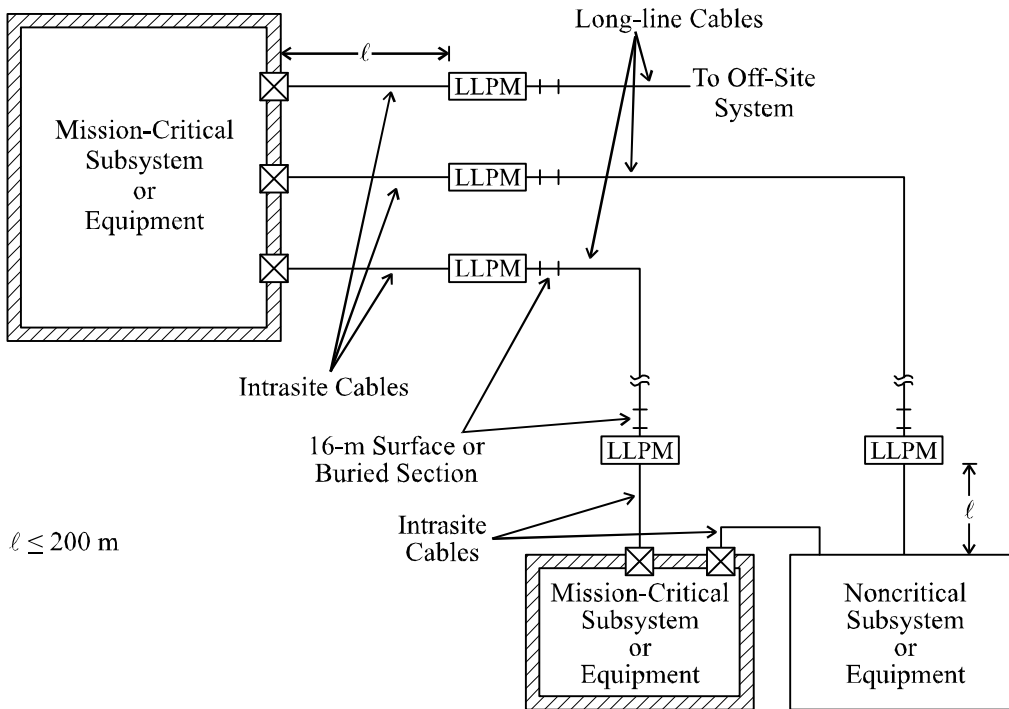 Long-line Cables
ℓ
LLPM
To Off-Site
System
Mission-Critical
Subsystem
or
Equipment
LLPM
LLPM
Intrasite Cables
16-m Surface or
Buried Section
LLPM
LLPM
ℓ
Intrasite
Cables
ℓ ≤ 200 m
Mission-Critical
Subsystem
or
Equipment
Noncritical
Subsystem
or
Equipment